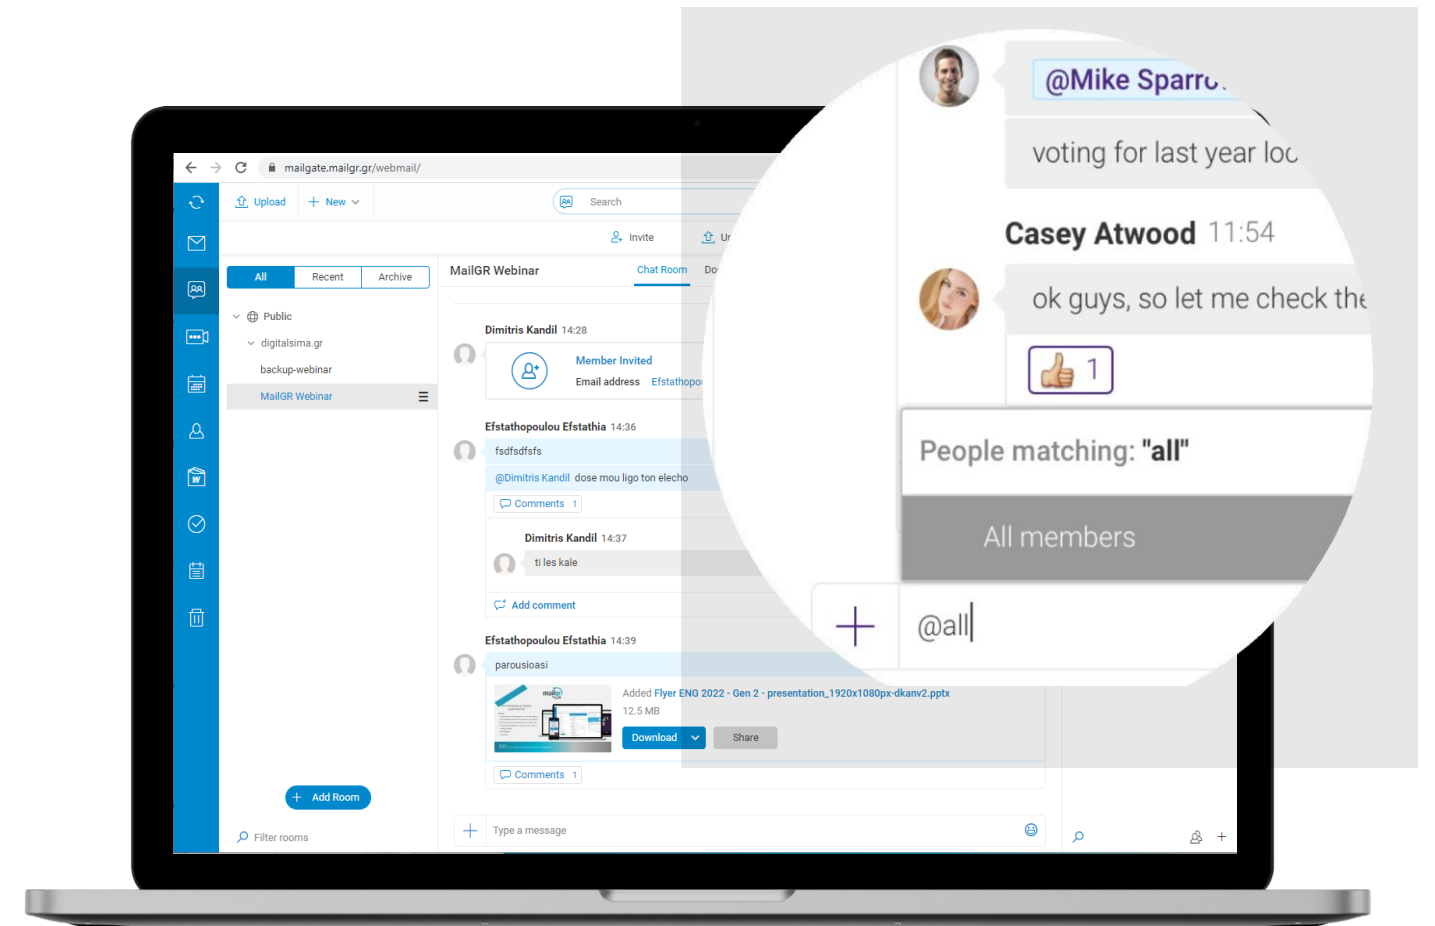 mailgate.mailgr.gr/webmail/
Upload
New
Search
Invite
All
Recent
Archive
MailGR Webinar
Chat Room
Public
digitalsima.gr
backup-webinar
MailGR Webinar
Dimitris Kandil 14:28
Member Invited
Email address Efstathopou
Efstathopoulou Efstathia 14:36
fsdfsdfsfs
@Dimitris Kandil dose mou ligo ton elecho
Comments 1
Dimitris Kandil 14:37
ti les kale
Add comment
Efstathopoulou Efstathia 14:39
parousioasi
mailgr
Added Flyer ENG 2022 - Gen 2 - presentation_1920x1080px-dkanv2.pptx
12.5 MB
Download
Share
Comments 1
Add Room
Filter rooms
Type a message
@Mike Sparro
voting for last year loo
Casey Atwood 11:54
ok guys, so let me check the
1
People matching: "all"
All members
@all